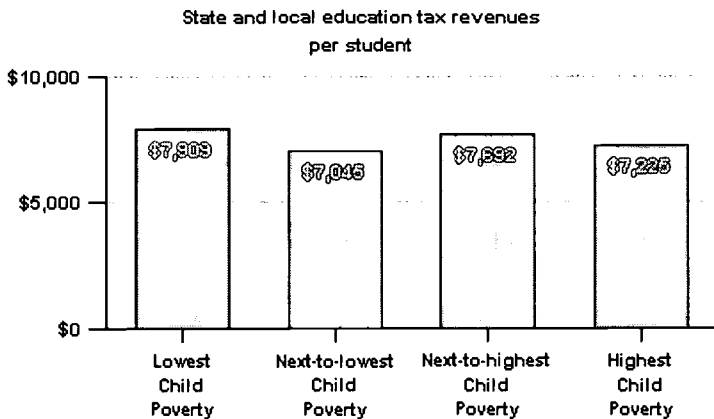 State and local education tax revenues
per student
$10,000
$7,909
$7,045
$7,692
$7,225
$5,000
$0
Lowest Child Poverty
Next-to-lowest Child Poverty
Next-to-highest Child Poverty
Highest Child Poverty